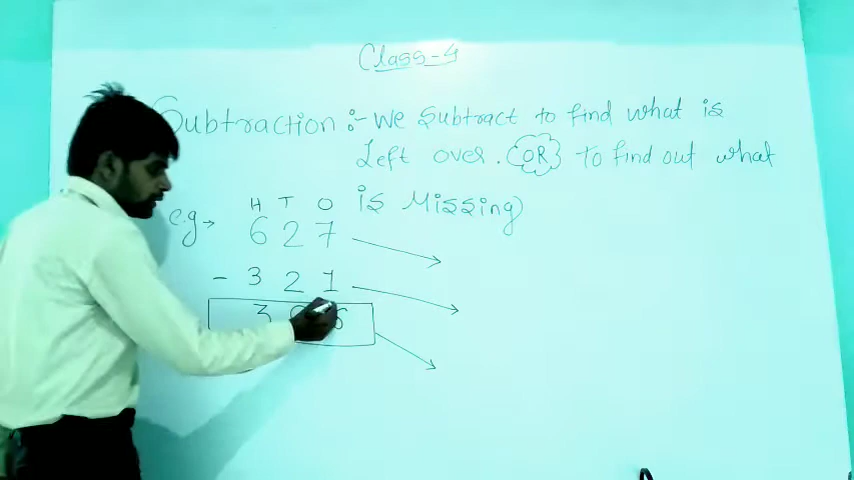 Class-4
Subtraction :- We Subtract to find what is
Left over. (OR) to find out what
is Missing)
e.g→
H T O
6 2 7
- 3 2 1
3 6